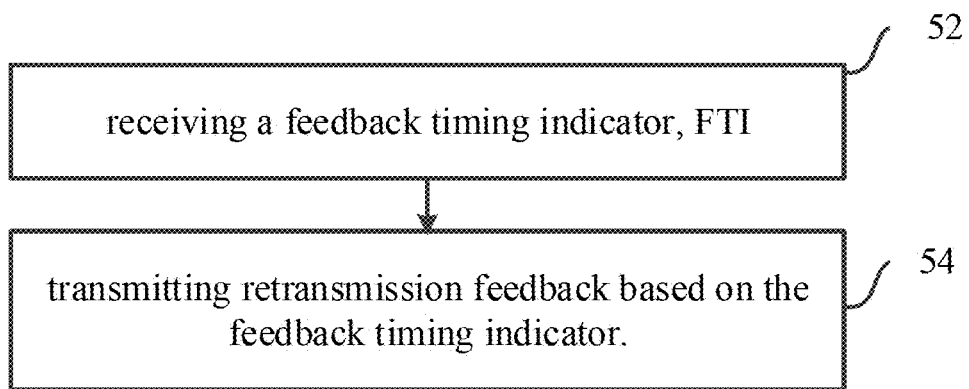 52
receiving a feedback timing indicator, FTI
54
transmitting retransmission feedback based on the
feedback timing indicator.